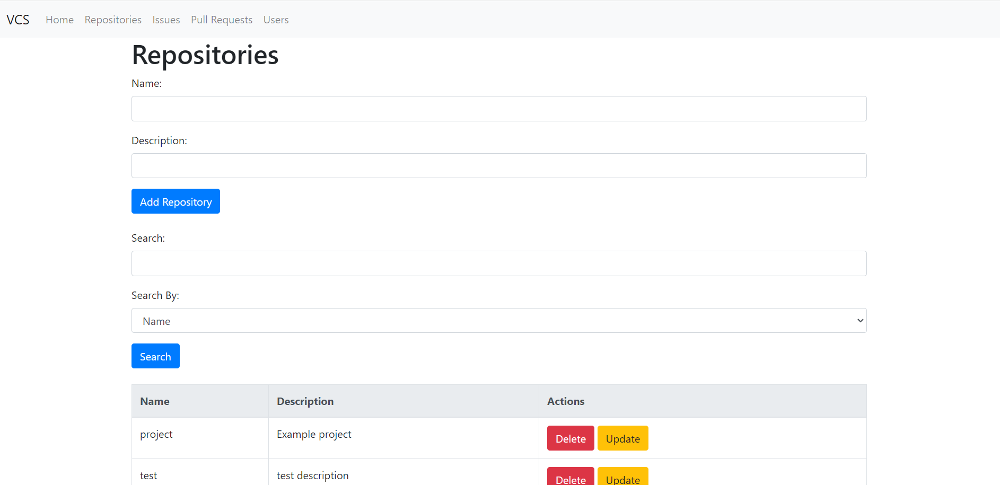 VCS Home Repositories Issues Pull Requests Users
Repositories
Name:
Description:
Add Repository
Search:
Search By:
Name
Search
Name Description Actions
project Example project Delete Update
test test description Delete Update